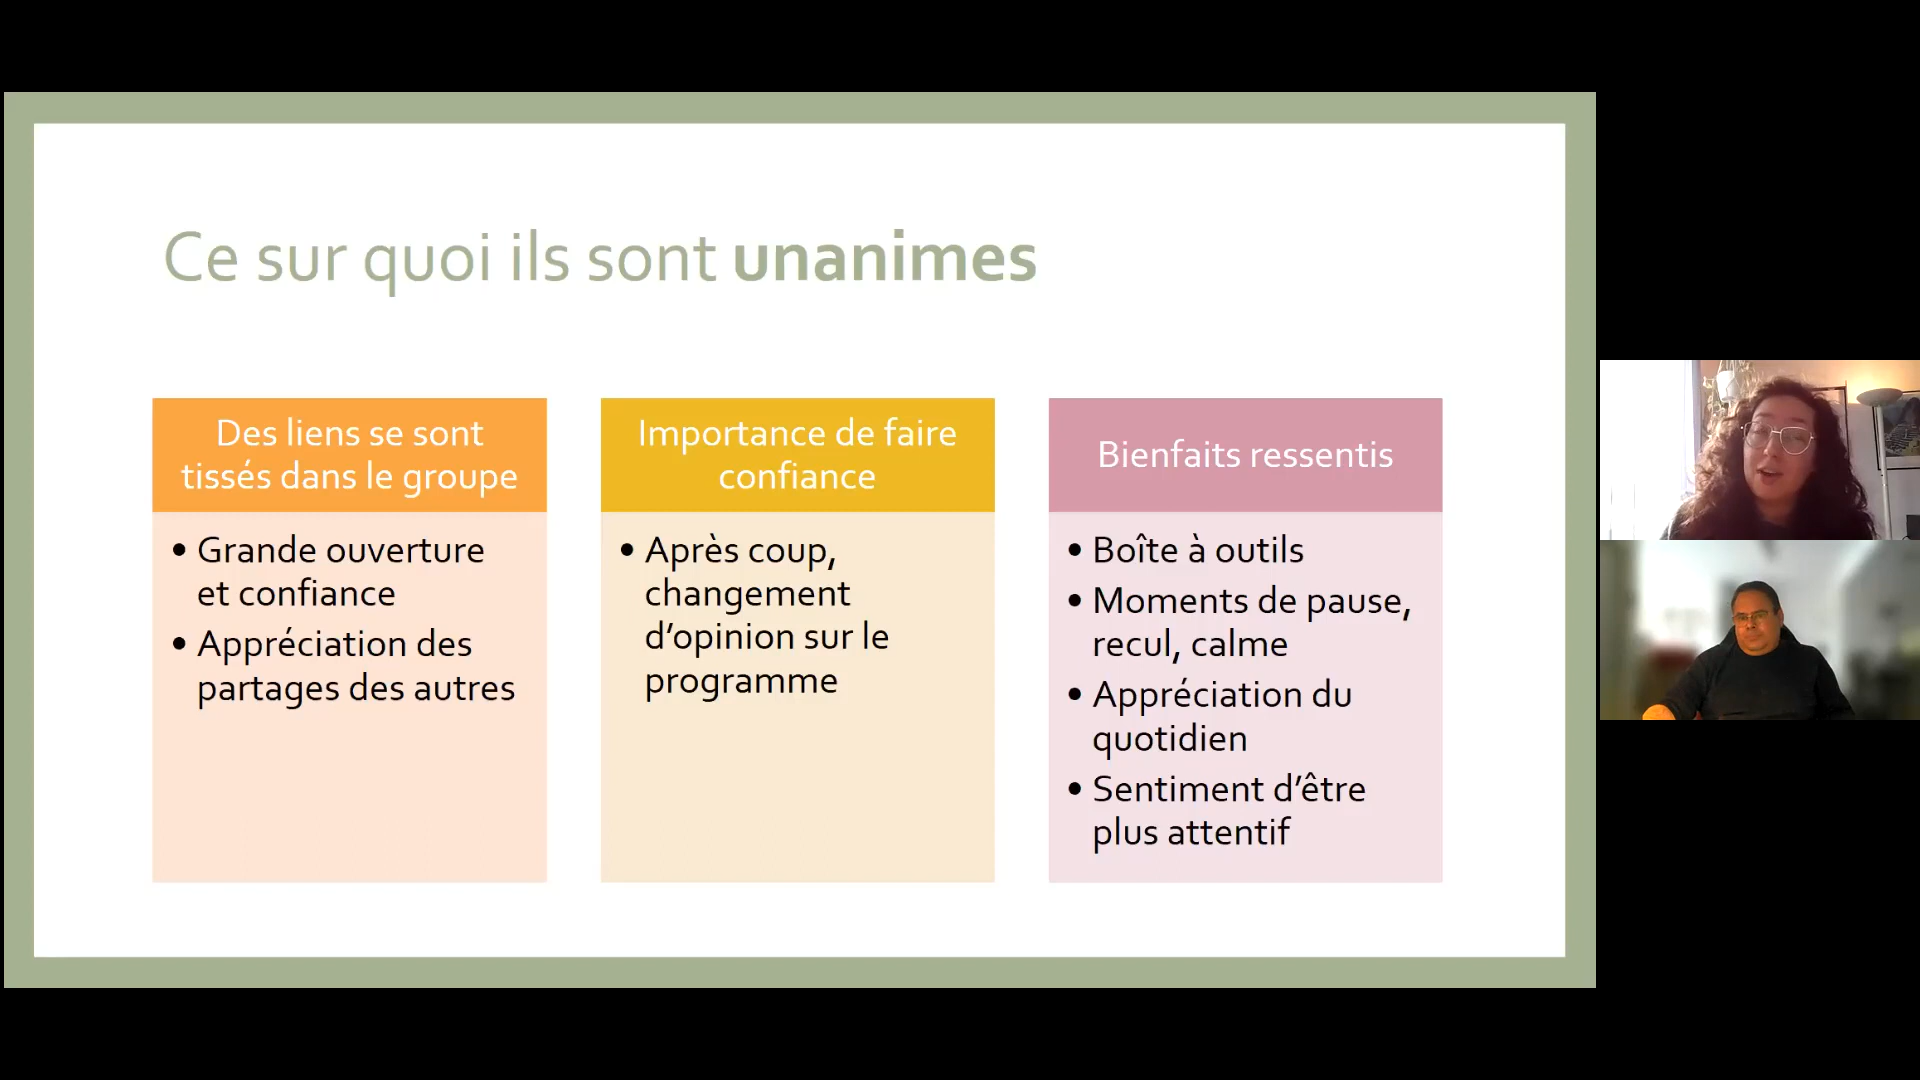 Ce sur quoi ils sont unanimes
Des liens se sont
tissés dans le groupe
• Grande ouverture
et confiance
• Appréciation des
partages des autres
Importance de faire
confiance
• Après coup,
changement
d’opinion sur le
programme
Bienfaits ressentis
• Boîte à outils
• Moments de pause,
recul, calme
• Appréciation du
quotidien
• Sentiment d’être
plus attentif